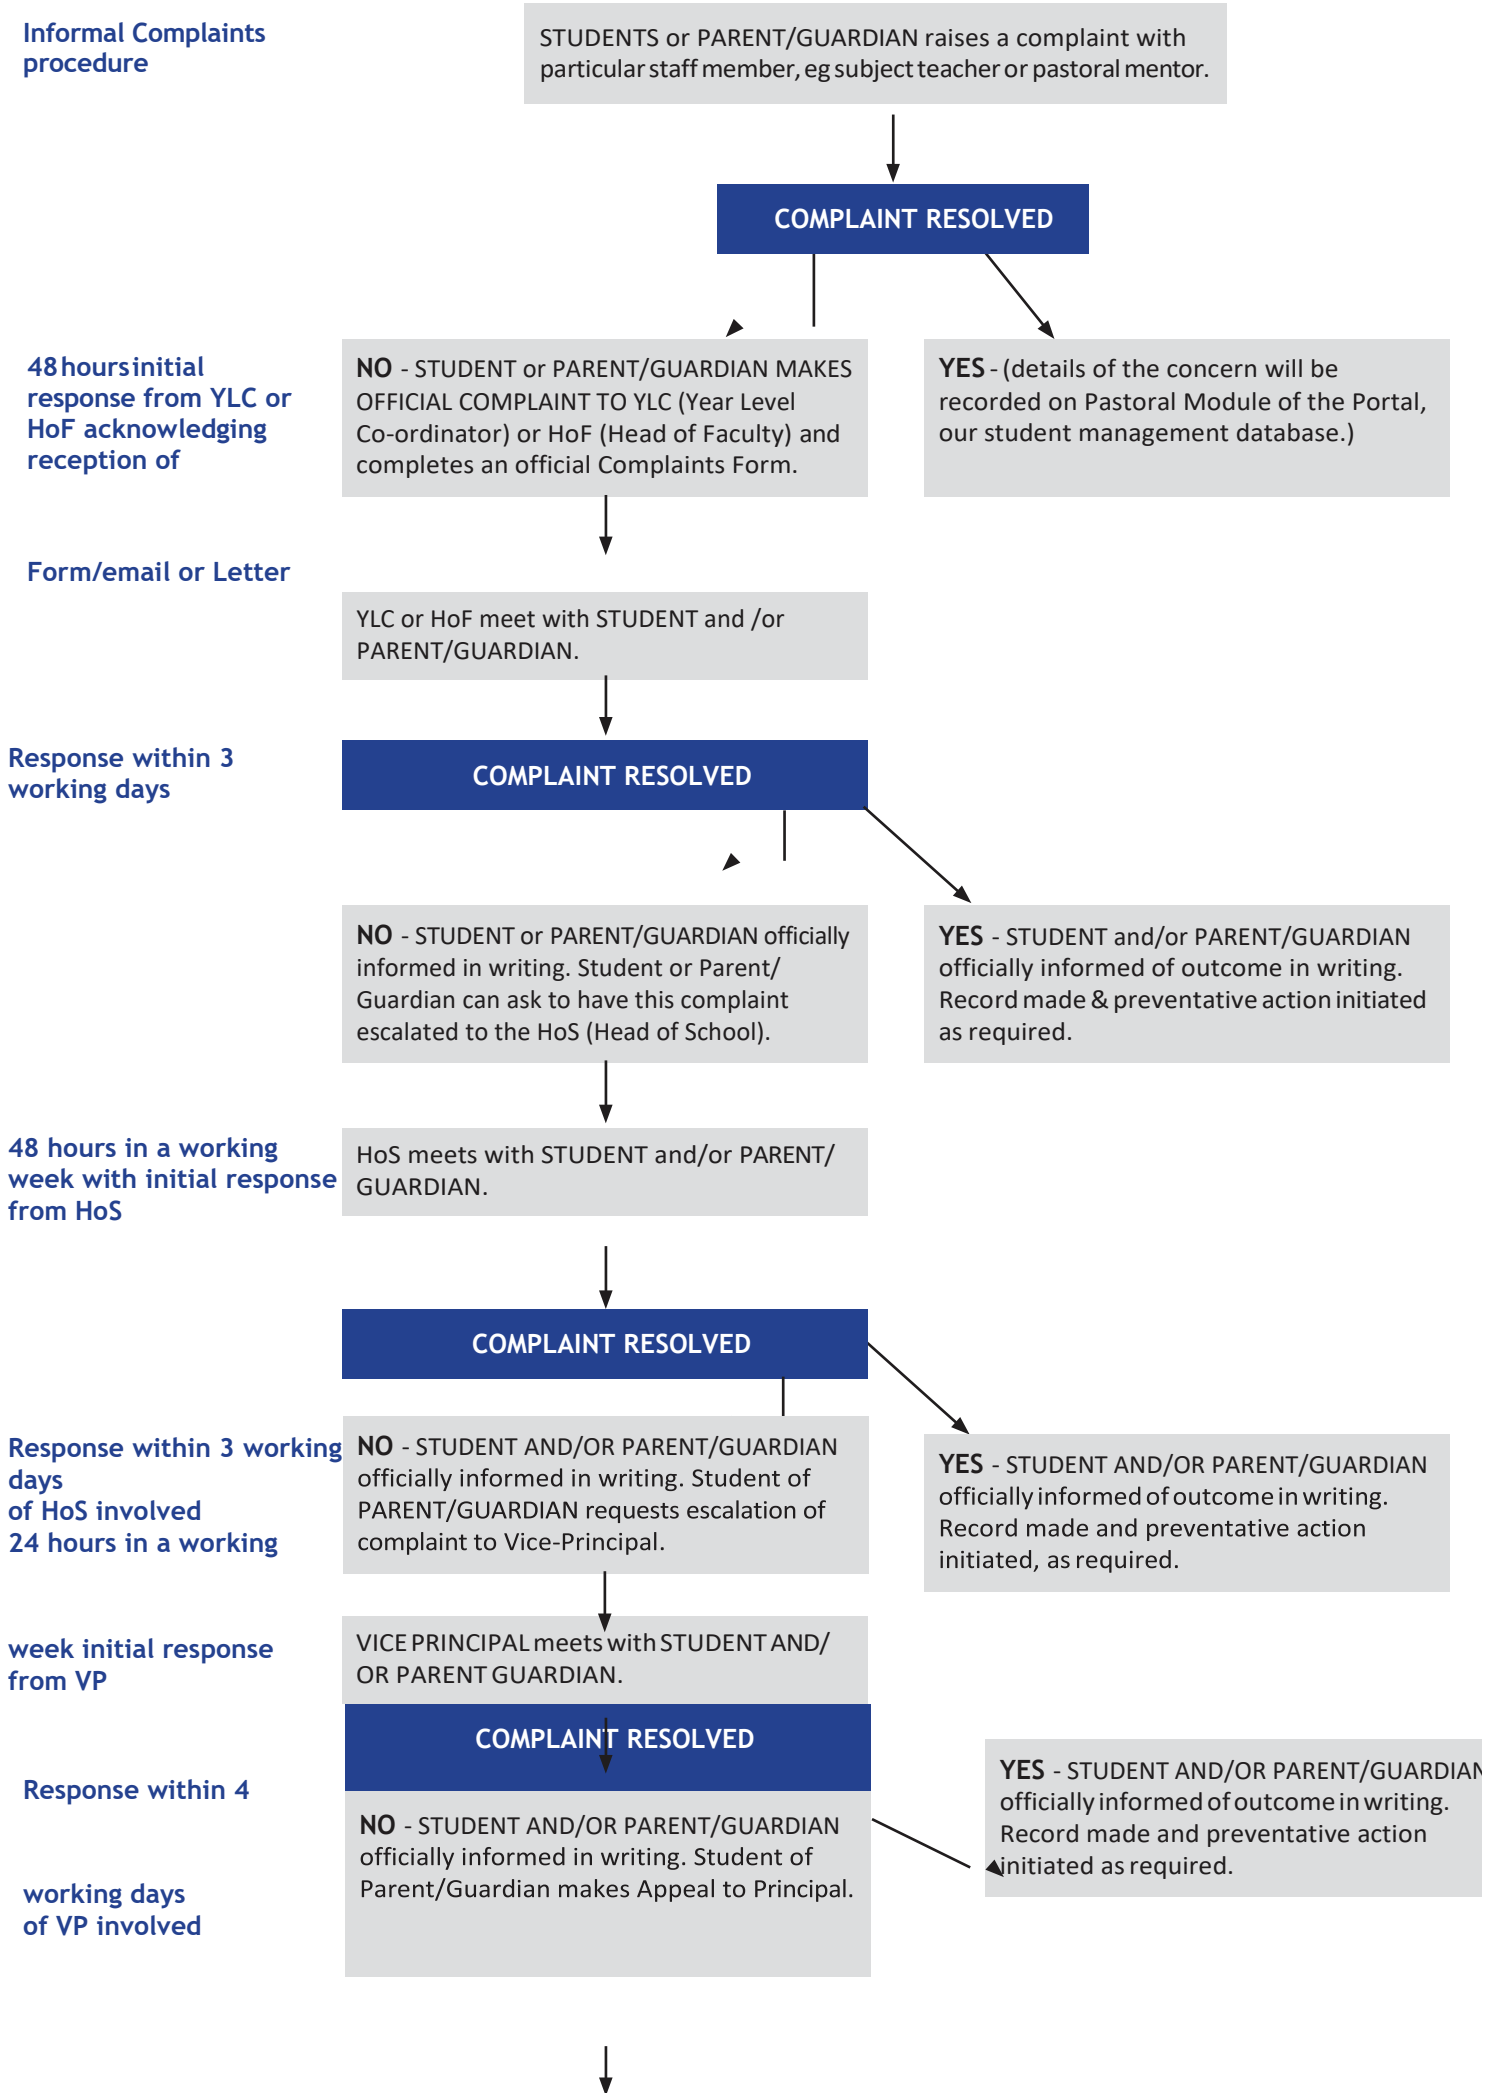 Informal Complaints
procedure
STUDENTS or PARENT/GUARDIAN raises a complaint with
particular staff member, eg subject teacher or pastoral mentor.
COMPLAINT RESOLVED
48 hours initial
response from YLC or
HoF acknowledging
reception of
NO - STUDENT or PARENT/GUARDIAN MAKES
OFFICIAL COMPLAINT TO YLC (Year Level
Co-ordinator) or HoF (Head of Faculty) and
completes an official Complaints Form.
YES - (details of the concern will be
recorded on Pastoral Module of the Portal,
our student management database.)
Form/email or Letter
YLC or HoF meet with STUDENT and /or
PARENT/GUARDIAN.
Response within 3
working days
COMPLAINT RESOLVED
NO - STUDENT or PARENT/GUARDIAN officially
informed in writing. Student or Parent/
Guardian can ask to have this complaint
escalated to the HoS (Head of School).
YES - STUDENT and/or PARENT/GUARDIAN
officially informed of outcome in writing.
Record made & preventative action initiated
as required.
48 hours in a working
week with initial response
from HoS
HoS meets with STUDENT and/or PARENT/
GUARDIAN.
COMPLAINT RESOLVED
Response within 3 working
days
of HoS involved
24 hours in a working
NO - STUDENT AND/OR PARENT/GUARDIAN
officially informed in writing. Student of
PARENT/GUARDIAN requests escalation of
complaint to Vice-Principal.
YES - STUDENT AND/OR PARENT/GUARDIAN
officially informed of outcome in writing.
Record made and preventative action
initiated, as required.
week initial response
from VP
VICE PRINCIPAL meets with STUDENT AND/
OR PARENT GUARDIAN.
COMPLAINT RESOLVED
Response within 4
working days
of VP involved
NO - STUDENT AND/OR PARENT/GUARDIAN
officially informed in writing. Student of
Parent/Guardian makes Appeal to Principal.
YES - STUDENT AND/OR PARENT/GUARDIAN
officially informed of outcome in writing.
Record made and preventative action
initiated as required.